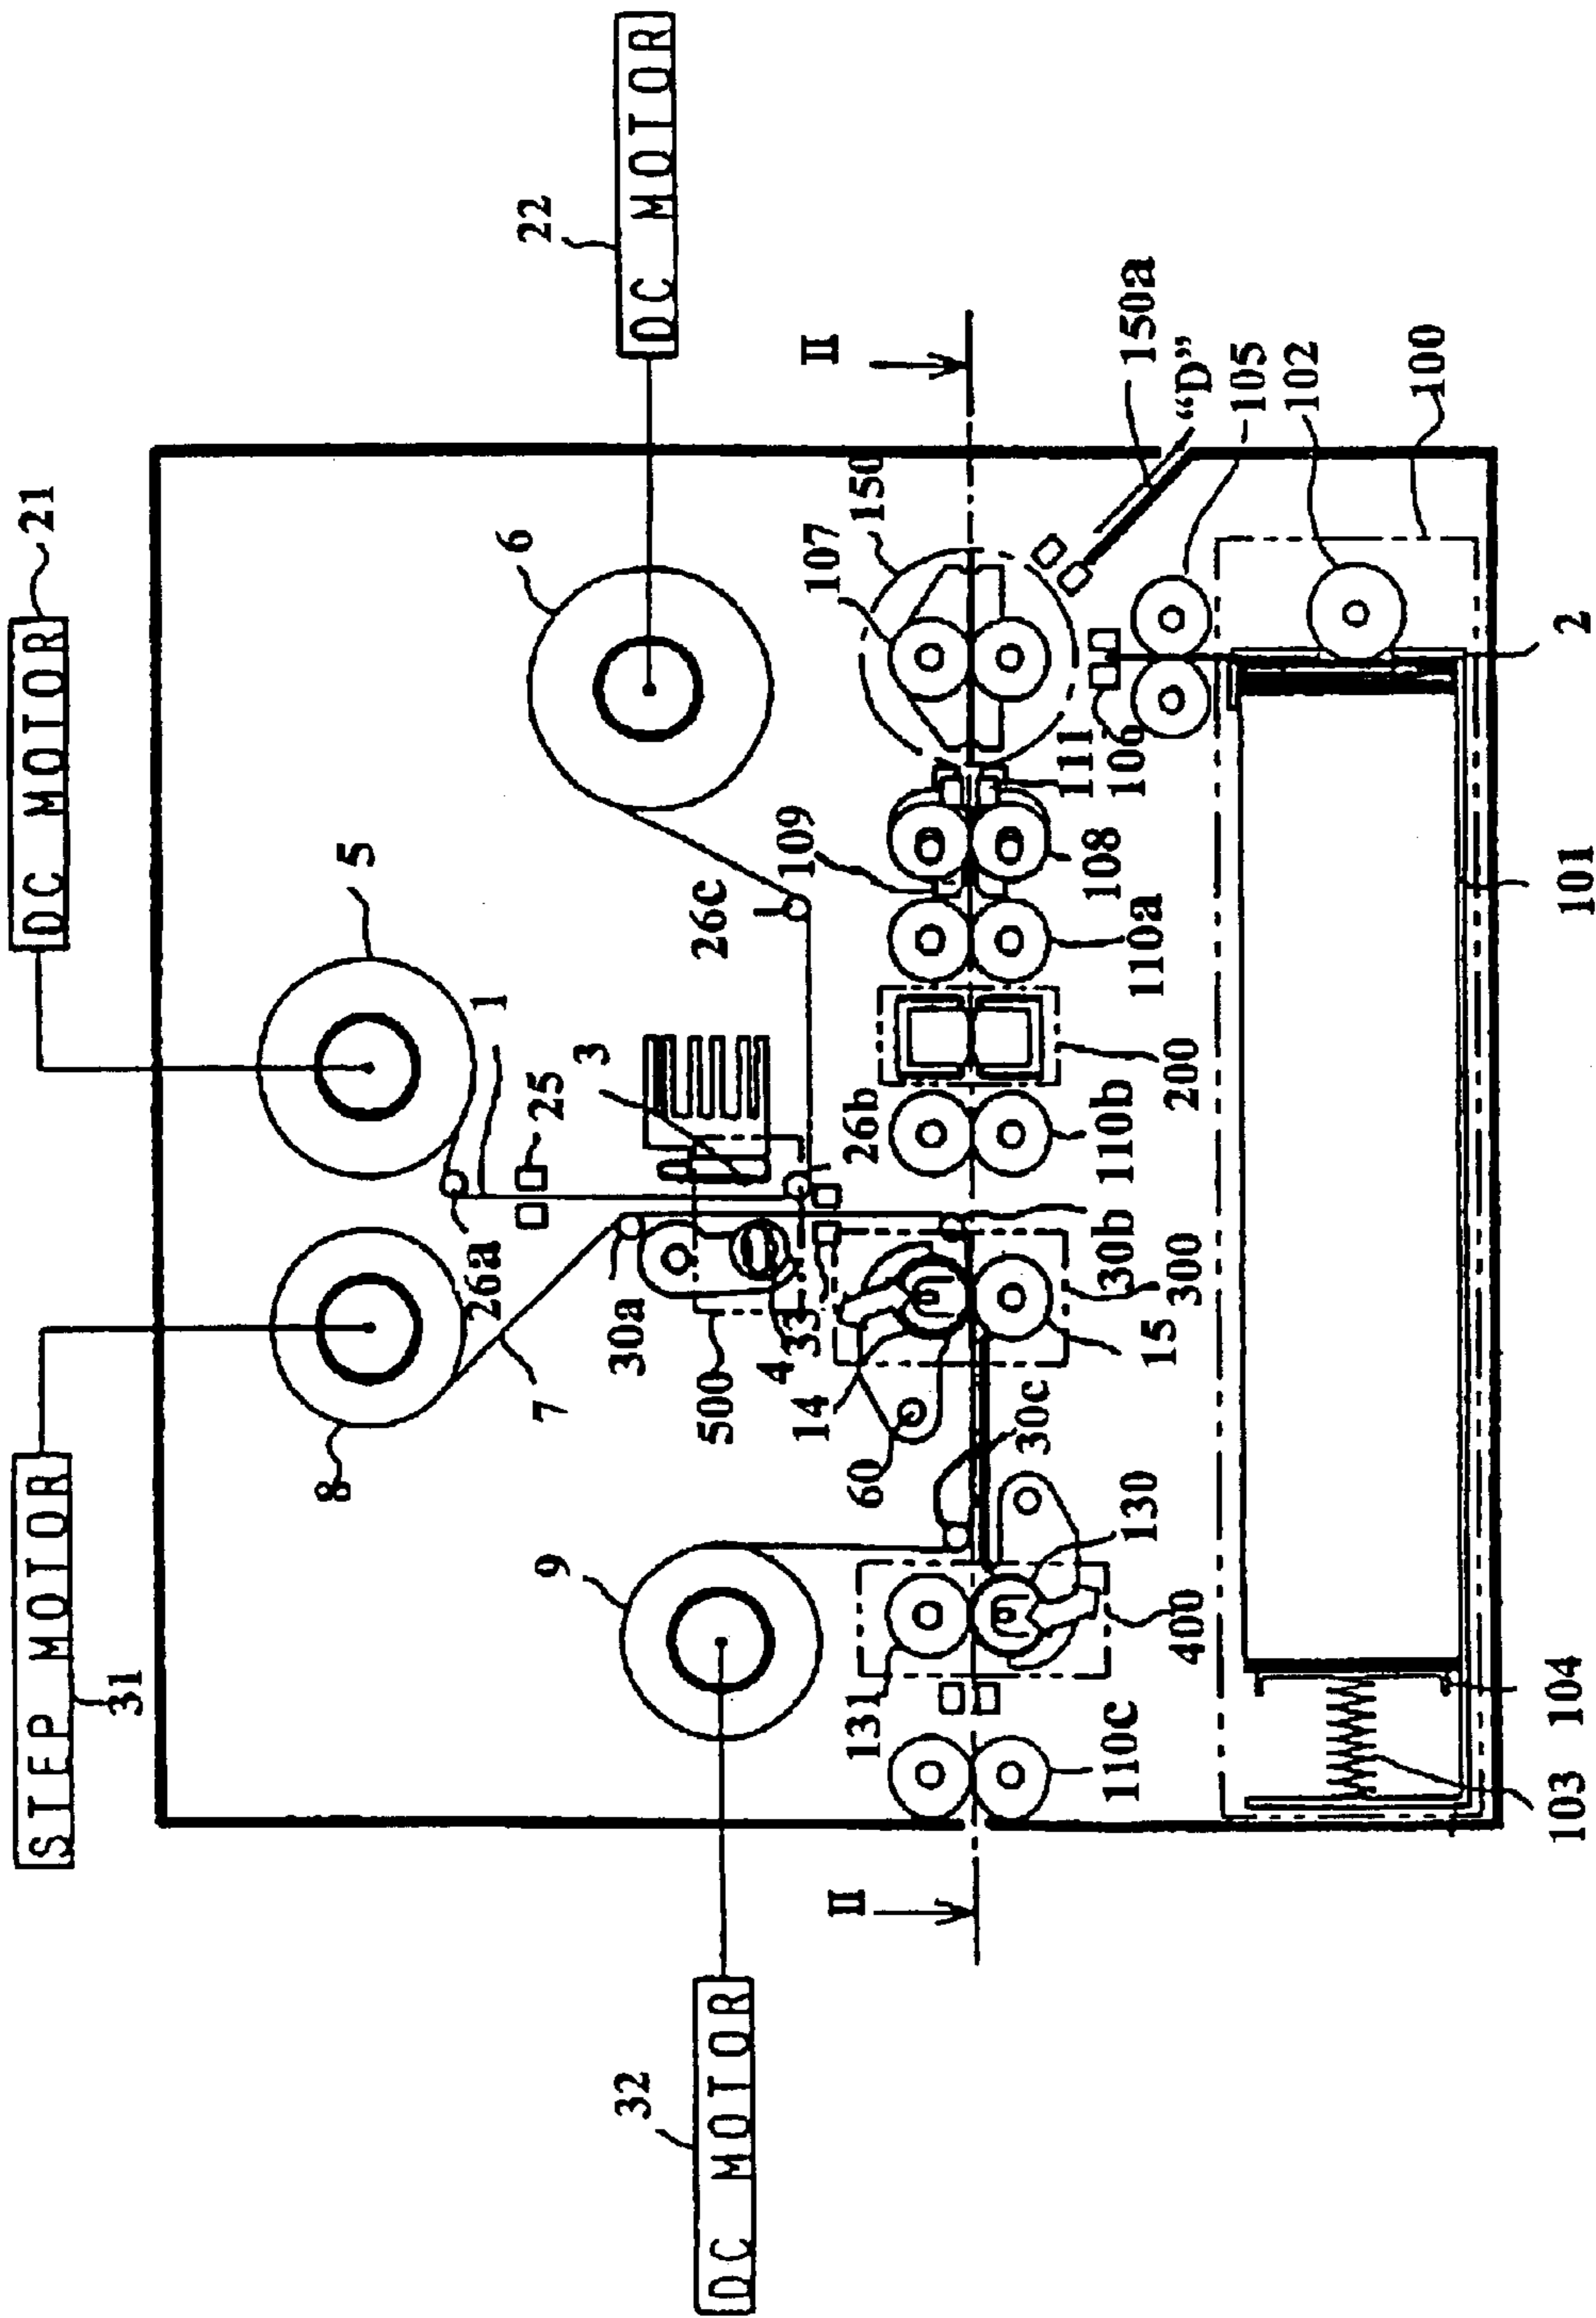 STEP MOTOR
31
DC MOTOR
21
DC MOTOR
22
DC MOTOR
32
8
5
6
9
7
26a
1
25
30a
3
500
4
33
26b
26c
14
60
30c
109
107
150
II
II
150a
"D"
131
130
400
15
300
30b
110b
200
110a
108
111
106
105
102
100
110c
103
104
101
2